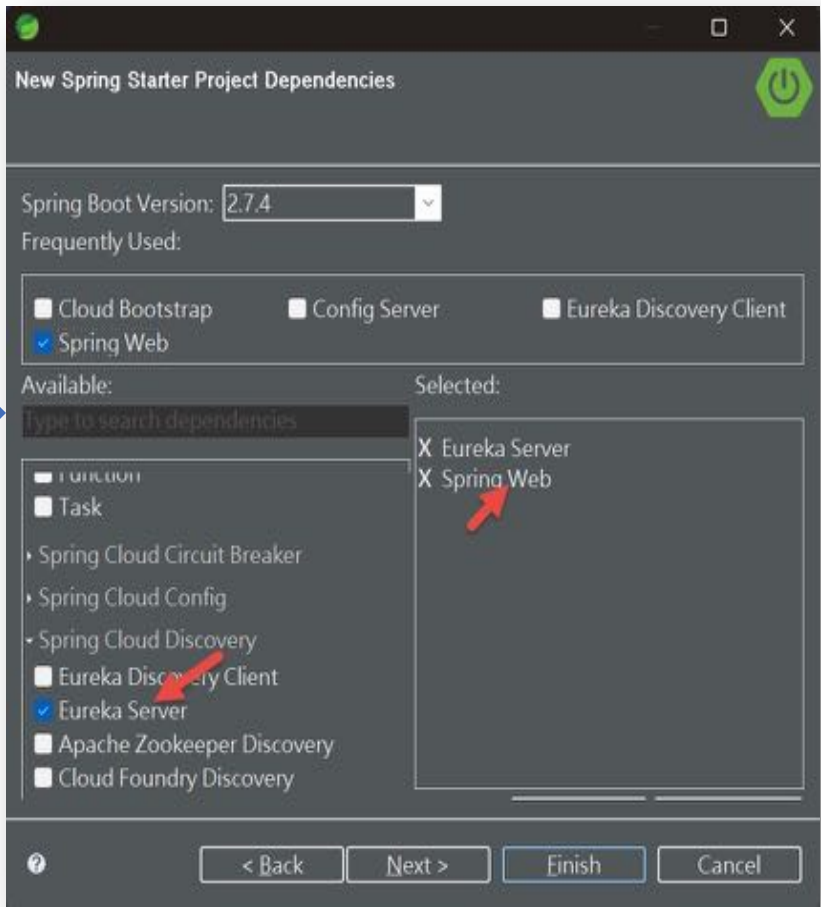 New Spring Starter Project Dependencies
Spring Boot Version: 2.7.4
Frequently Used:
Cloud Bootstrap Config Server Eureka Discovery Client
Spring Web
Available:
Type to search dependencies
Function
Task
Spring Cloud Circuit Breaker
Spring Cloud Config
Spring Cloud Discovery
Eureka Discovery Client
Eureka Server
Apache Zookeeper Discovery
Cloud Foundry Discovery
Selected:
X Eureka Server
X Spring Web
? < Back Next > Finish Cancel